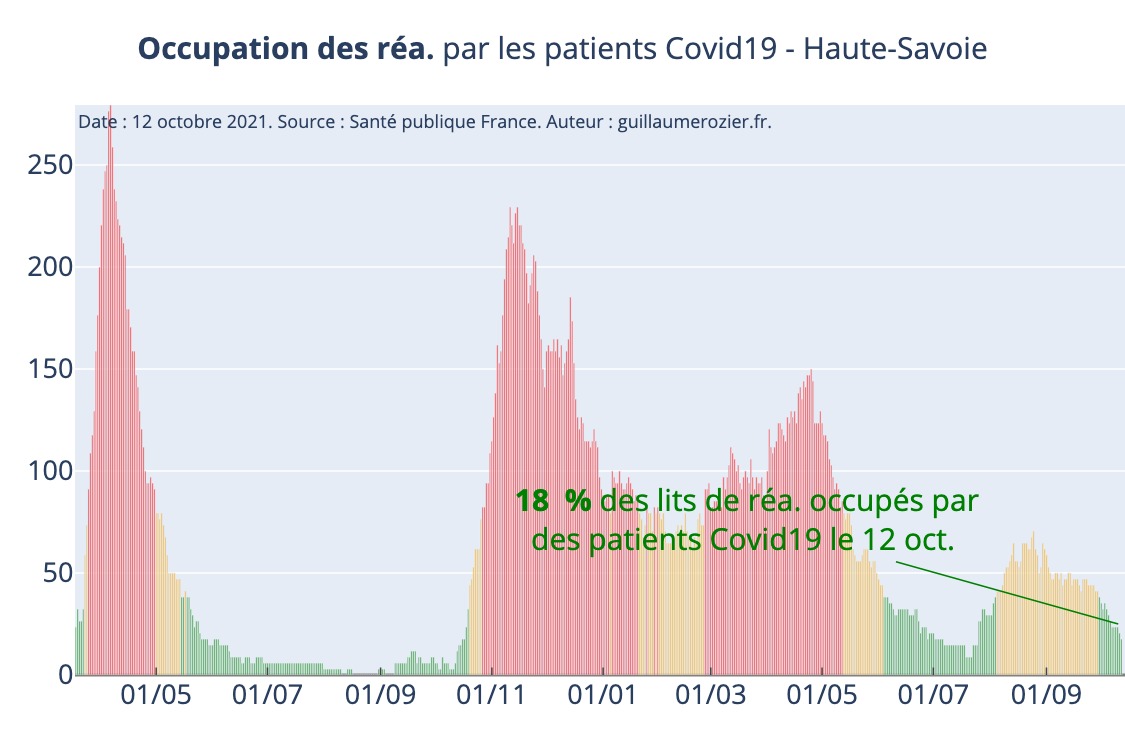 Occupation des réa. par les patients Covid19 - Haute-Savoie
Date : 12 octobre 2021. Source : Santé publique France. Auteur : guillaumerozier.fr.
250
200
150
100
18 % des lits de réa. occupés par
des patients Covid19 le 12 oct.
50
0
01/05 01/07 01/09 01/11 01/01 01/03 01/05 01/07 01/09